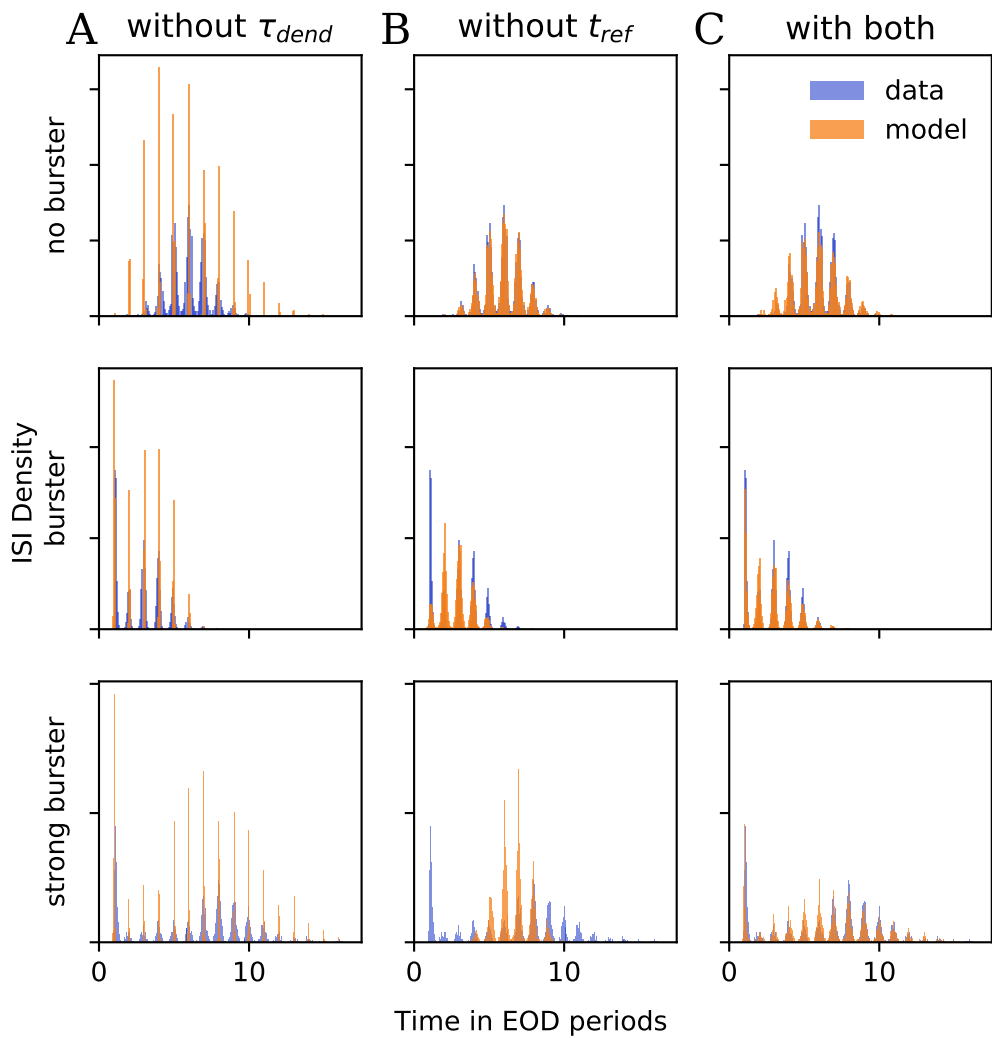 A without τ_dend
B without t_ref
C with both
data
model
no burster
ISI Density
burster
strong burster
0 10
0 10
0 10
Time in EOD periods